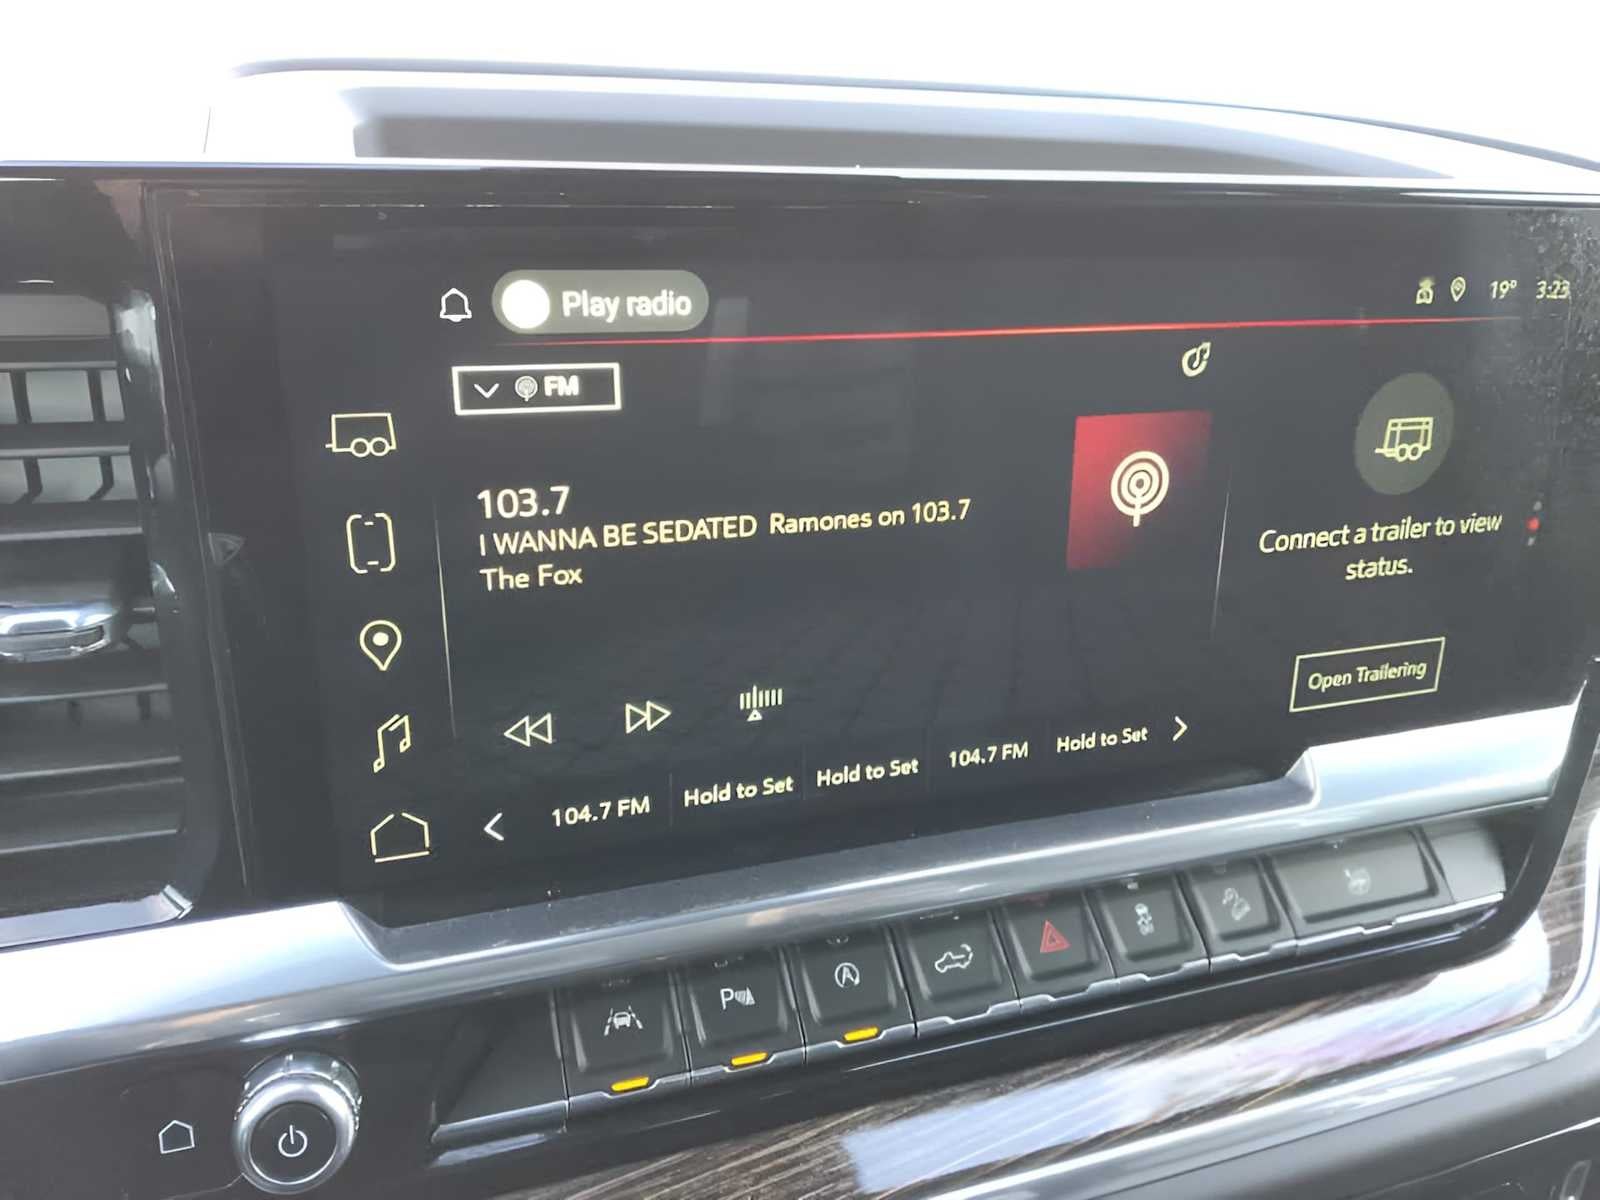 Play radio
19° 3:23
FM
103.7
I WANNA BE SEDATED Ramones on 103.7
The Fox
Connect a trailer to view
status.
Open Trailering
104.7 FM
Hold to Set
Hold to Set
104.7 FM
Hold to Set
P
A